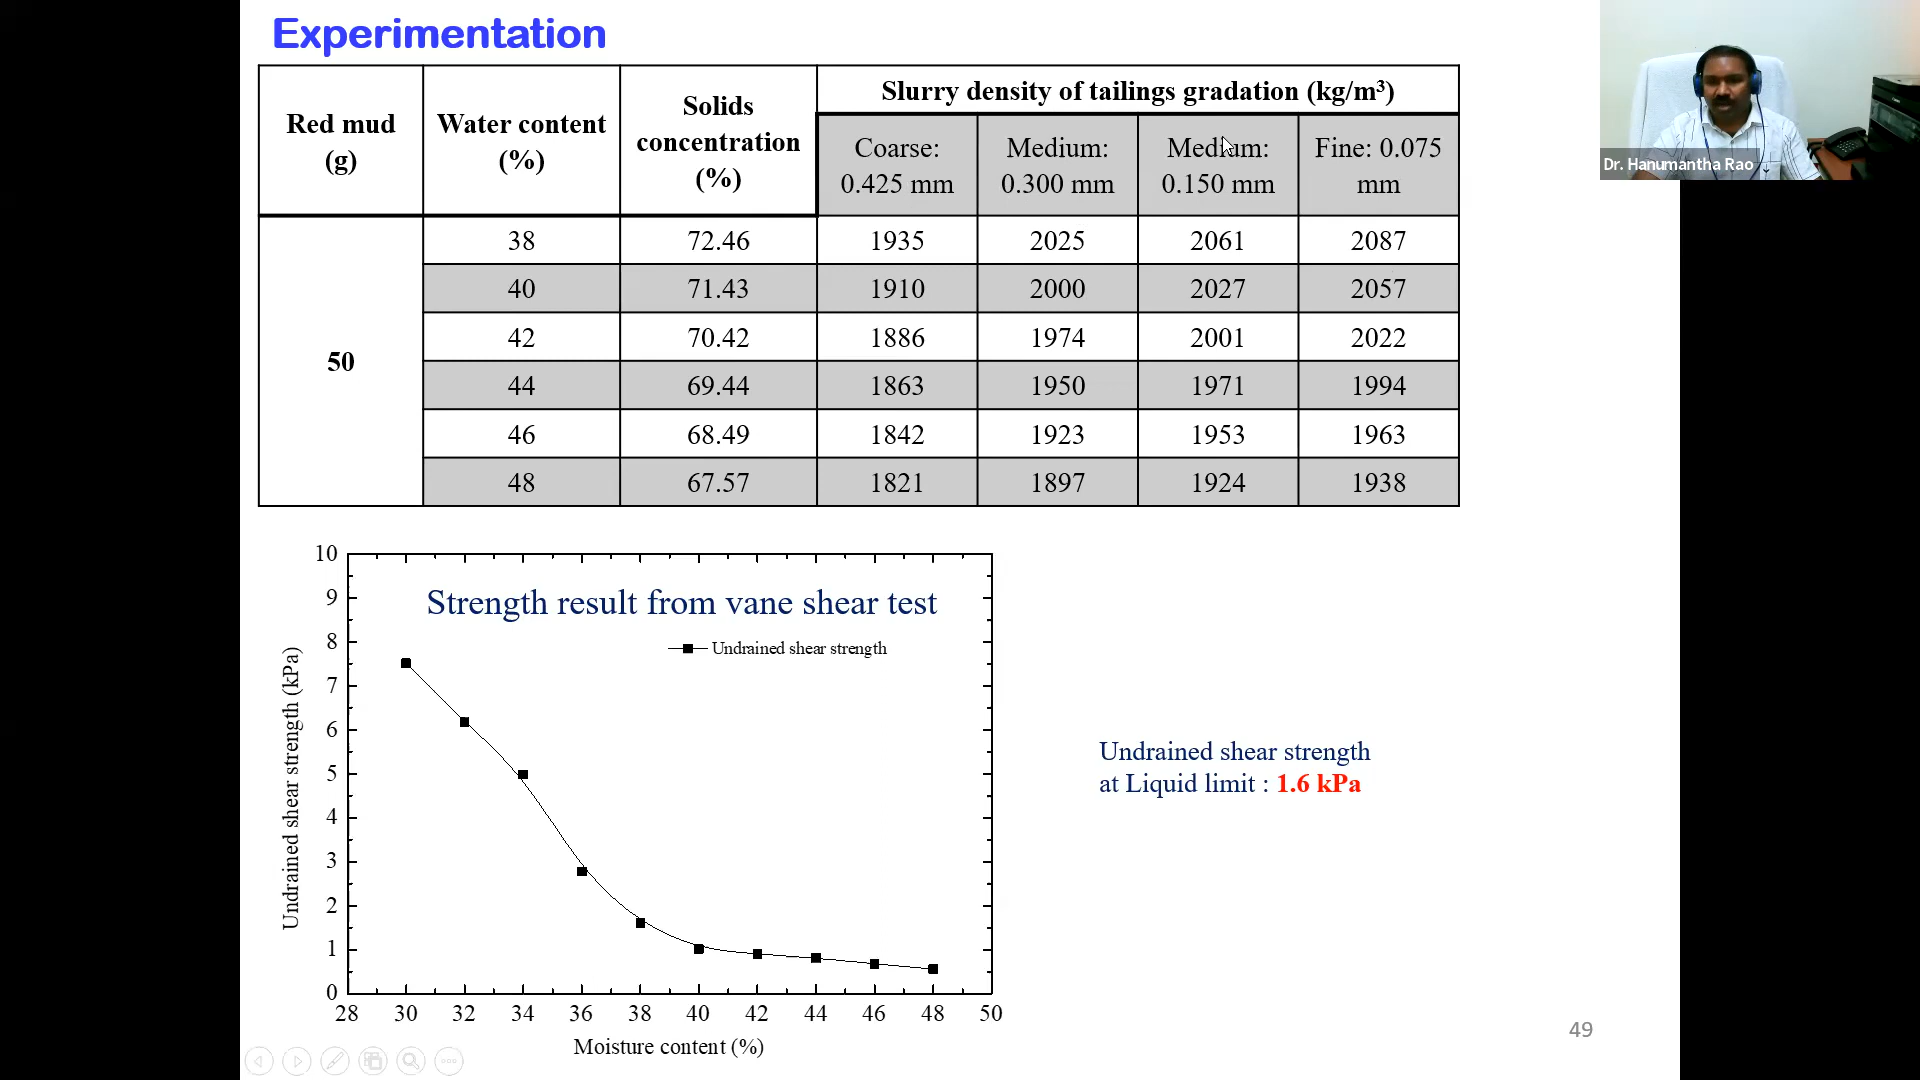 Experimentation
Red mud
(g)
Water content
(%)
Solids
concentration
(%)
Slurry density of tailings gradation (kg/m³)
Coarse:
0.425 mm
Medium:
0.300 mm
Medium:
0.150 mm
Fine: 0.075
mm
50
38 72.46 1935 2025 2061 2087
40 71.43 1910 2000 2027 2057
42 70.42 1886 1974 2001 2022
44 69.44 1863 1950 1971 1994
46 68.49 1842 1923 1953 1963
48 67.57 1821 1897 1924 1938
Dr. Hanumantha Rao
Strength result from vane shear test
Undrained shear strength
Undrained shear strength (kPa)
10
9
8
7
6
5
4
3
2
1
0
28 30 32 34 36 38 40 42 44 46 48 50
Moisture content (%)
Undrained shear strength
at Liquid limit : 1.6 kPa
49